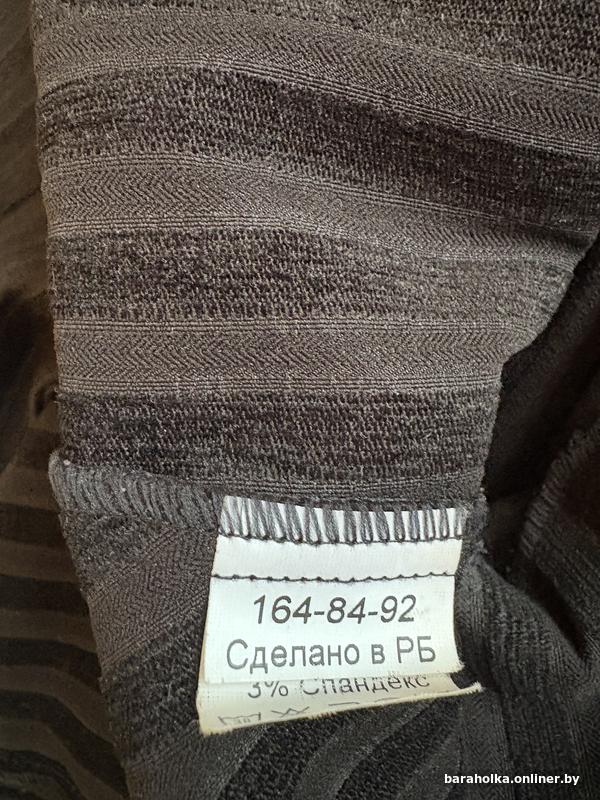 164-84-92
Сделано в РБ
3% Спандекс
baraholka.onliner.by